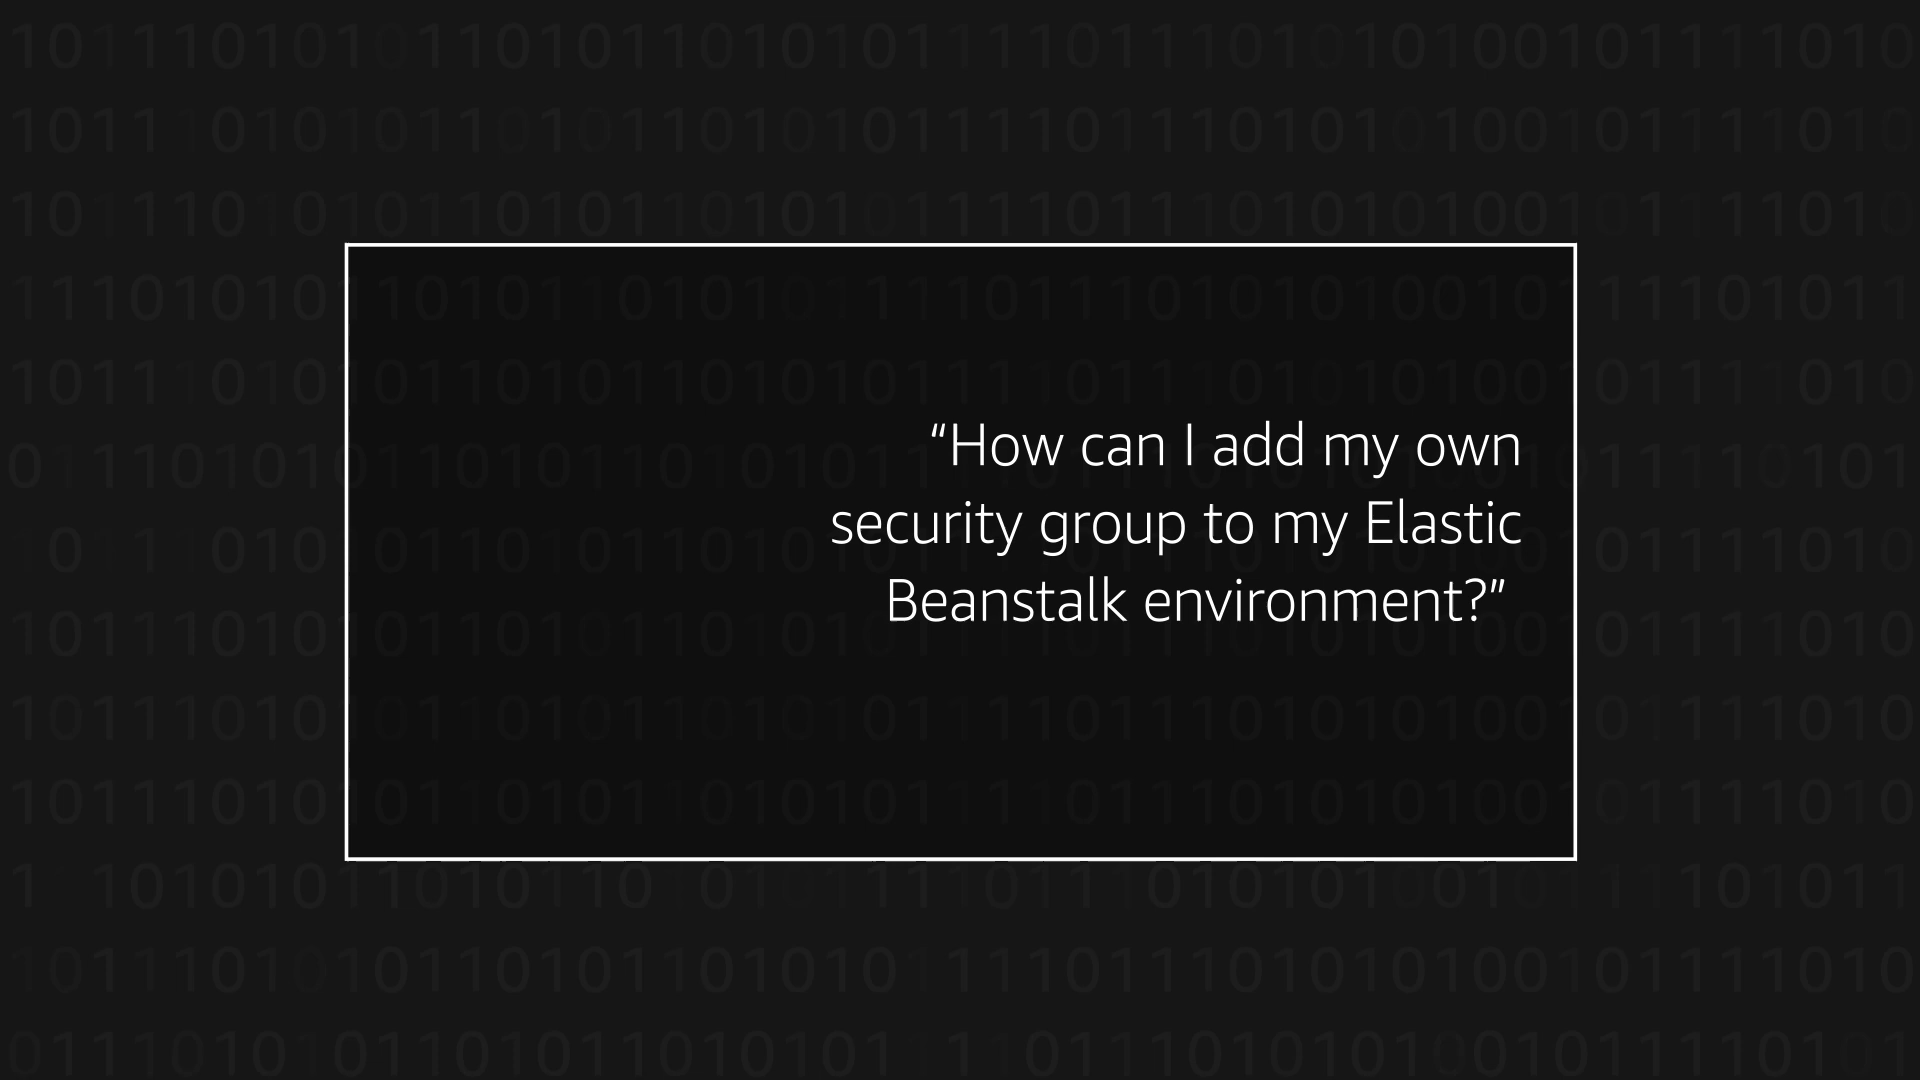 “How can I add my own
security group to my Elastic
Beanstalk environment?”